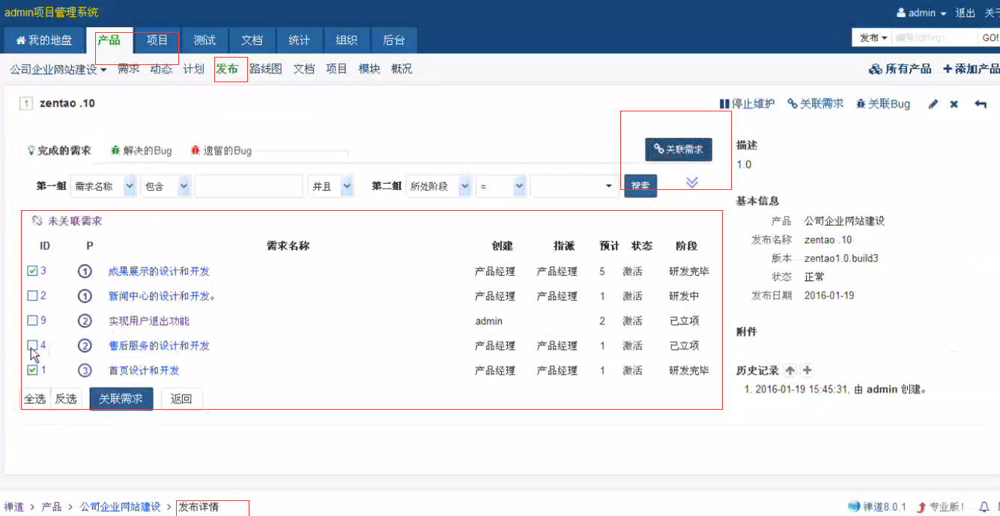 admin项目管理系统
admin 退出 关于
我的地盘 产品 项目 测试 文档 统计 组织 后台 发布 编号(ctrl+g) GO!
公司企业网站建设 需求 动态 计划 发布 路线图 文档 项目 模块 概况 所有产品 添加产品
1 zentao .10 停止维护 关联需求 关联Bug
完成的需求 解决的Bug 遗留的Bug 关联需求
第一组 需求名称 包含 并且 第二组 所处阶段 = 搜索
未关联需求
ID P 需求名称 创建 指派 预计 状态 阶段
3 1 成果展示的设计和开发 产品经理 产品经理 5 激活 研发完毕
2 1 新闻中心的设计和开发。 产品经理 产品经理 1 激活 研发中
9 2 实现用户退出功能 admin 2 激活 已立项
4 2 售后服务的设计和开发 产品经理 产品经理 1 激活 已立项
1 3 首页设计和开发 产品经理 产品经理 1 激活 研发完毕
全选 反选 关联需求 返回
描述
1.0
基本信息
产品 公司企业网站建设
发布名称 zentao .10
版本 zentao1.0.build3
状态 正常
发布日期 2016-01-19
附件
历史记录
1. 2016-01-19 15:45:31, 由 admin 创建。
禅道 > 产品 > 公司企业网站建设 > 发布详情 禅道8.0.1 专业版!